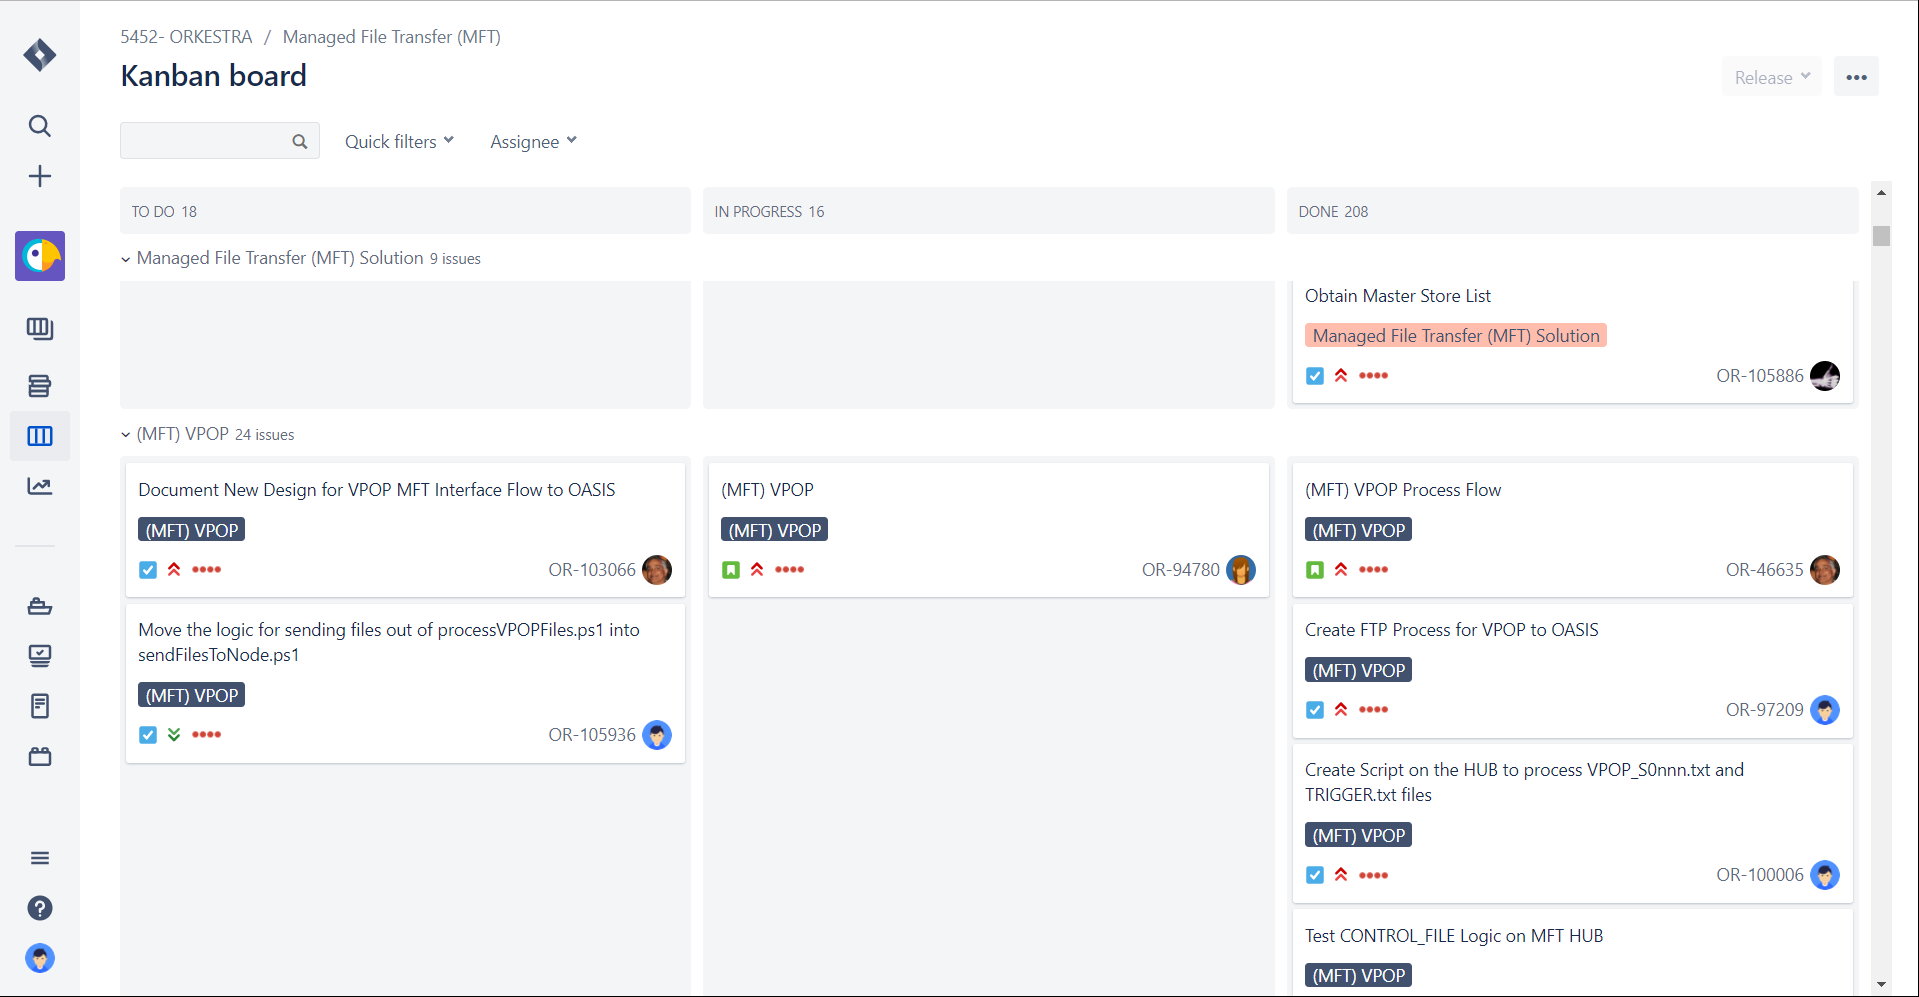 5452- ORKESTRA / Managed File Transfer (MFT)
Kanban board
Release
Quick filters Assignee
TO DO 18 IN PROGRESS 16 DONE 208
Managed File Transfer (MFT) Solution 9 issues
Obtain Master Store List
Managed File Transfer (MFT) Solution
OR-105886
(MFT) VPOP 24 issues
Document New Design for VPOP MFT Interface Flow to OASIS
(MFT) VPOP
OR-103066
Move the logic for sending files out of processVPOPFiles.ps1 into
sendFilesToNode.ps1
(MFT) VPOP
OR-105936
(MFT) VPOP
(MFT) VPOP
OR-94780
(MFT) VPOP Process Flow
(MFT) VPOP
OR-46635
Create FTP Process for VPOP to OASIS
(MFT) VPOP
OR-97209
Create Script on the HUB to process VPOP_S0nnn.txt and
TRIGGER.txt files
(MFT) VPOP
OR-100006
Test CONTROL_FILE Logic on MFT HUB
(MFT) VPOP